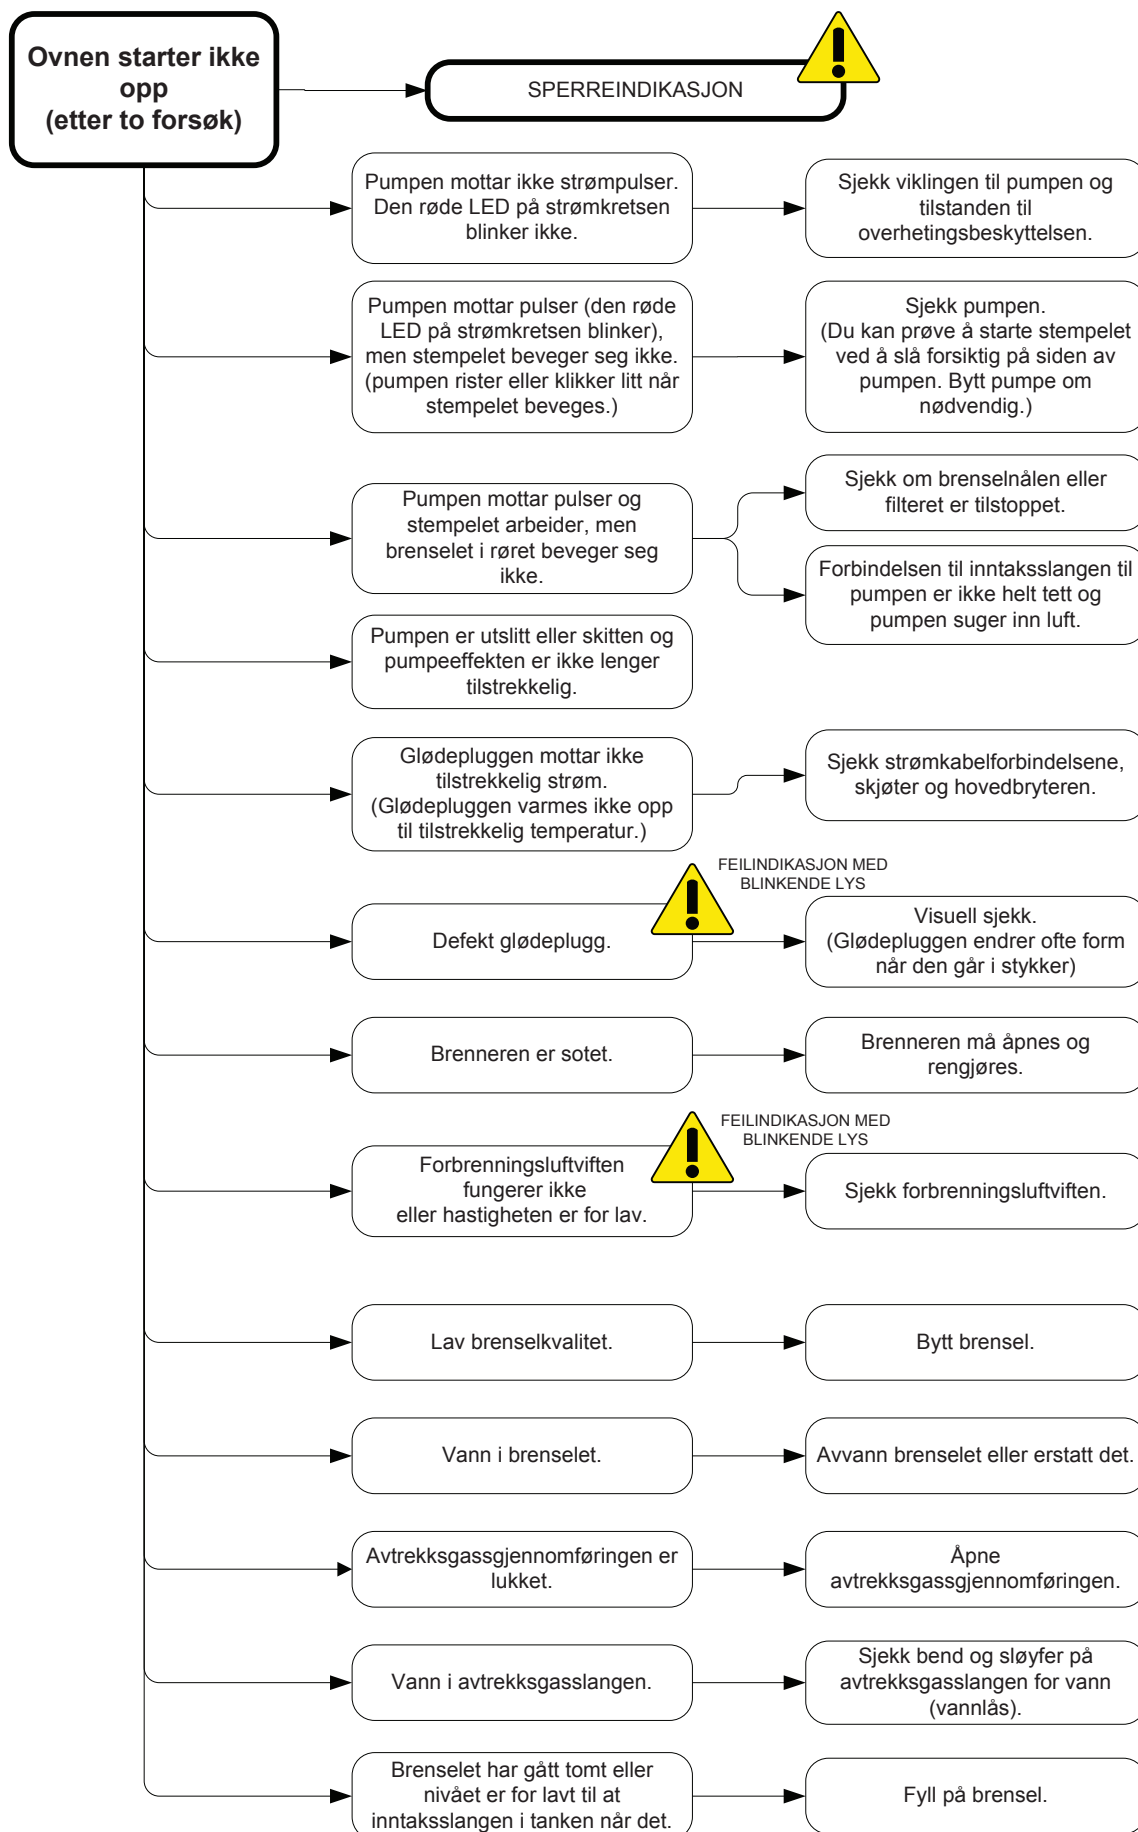 Ovnen starter ikke
opp
(etter to forsøk)
SPERREINDIKASJON
Pumpen mottar ikke strømpulser.
Den røde LED på strømkretsen
blinker ikke.
Sjekk viklingen til pumpen og
tilstanden til
overhetingsbeskyttelsen.
Pumpen mottar pulser (den røde
LED på strømkretsen blinker),
men stempelet beveger seg ikke.
(pumpen rister eller klikker litt når
stempelet beveges.)
Sjekk pumpen.
(Du kan prøve å starte stempelet
ved å slå forsiktig på siden av
pumpen. Bytt pumpe om
nødvendig.)
Pumpen mottar pulser og
stempelet arbeider, men
brenselet i røret beveger seg
ikke.
Sjekk om brenselnålen eller
filteret er tilstoppet.
Forbindelsen til inntaksslangen til
pumpen er ikke helt tett og
pumpen suger inn luft.
Pumpen er utslitt eller skitten og
pumpeeffekten er ikke lenger
tilstrekkelig.
Glødepluggen mottar ikke
tilstrekkelig strøm.
(Glødepluggen varmes ikke opp
til tilstrekkelig temperatur.)
Sjekk strømkabelforbindelsene,
skjøter og hovedbryteren.
FEILINDIKASJON MED
BLINKENDE LYS
Defekt glødeplugg.
Visuell sjekk.
(Glødepluggen endrer ofte form
når den går i stykker)
Brenneren er sotet.
Brenneren må åpnes og
rengjøres.
FEILINDIKASJON MED
BLINKENDE LYS
Forbrenningsluftviften
fungerer ikke
eller hastigheten er for lav.
Sjekk forbrenningsluftviften.
Lav brenselkvalitet.
Bytt brensel.
Vann i brenselet.
Avvann brenselet eller erstatt det.
Avtrekksgassgjennomføringen er
lukket.
Åpne
avtrekksgassgjennomføringen.
Vann i avtrekksgasslangen.
Sjekk bend og sløyfer på
avtrekksgasslangen for vann
(vannlås).
Brenselet har gått tomt eller
nivået er for lavt til at
inntaksslangen i tanken når det.
Fyll på brensel.